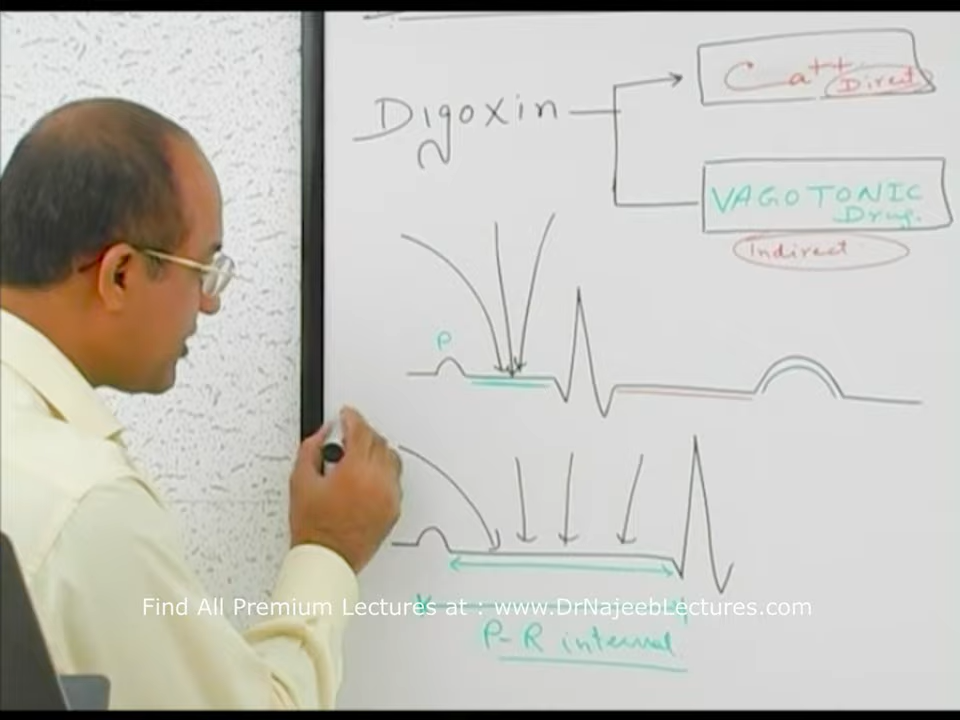 Digoxin
Ca++ Direct
VAGOTONIC
Drug.
Indirect
P
Find All Premium Lectures at : www.DrNajeebLectures.com
P-R interval